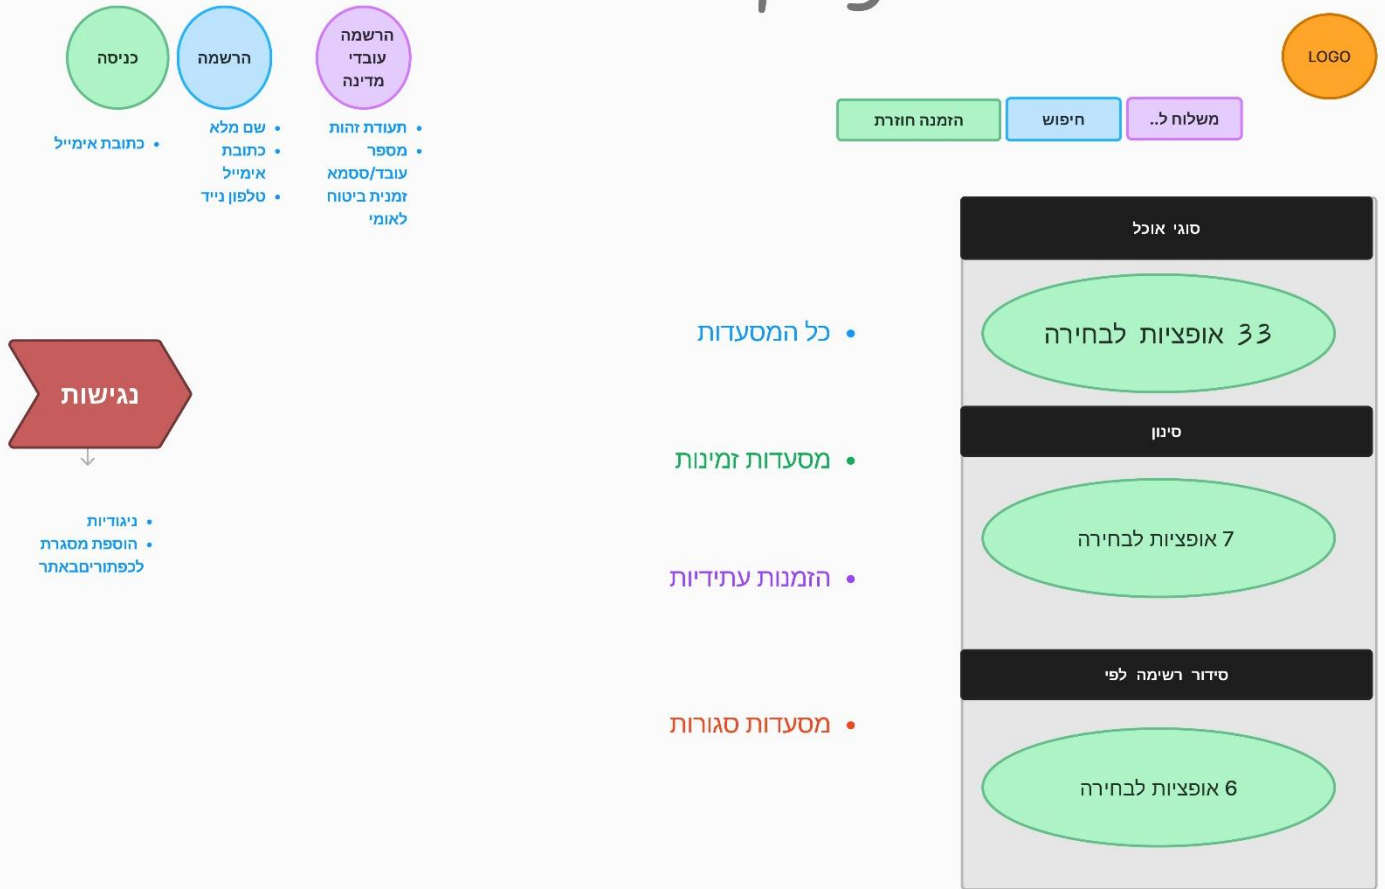 LOGO
הרשמה
עובדי
מדינה
הרשמה
כניסה
משלוח ל..
חיפוש
הזמנה חוזרת
• תעודת זהות
• מספר
עובד/ססמא
זמנית ביטוח
לאומי
• שם מלא
• כתובת
אימייל
• טלפון נייד
• כתובת אימייל
סוגי אוכל
33 אופציות לבחירה
סינון
7 אופציות לבחירה
סידור רשימה לפי
6 אופציות לבחירה
• כל המסעדות
• מסעדות זמינות
• הזמנות עתידיות
• מסעדות סגורות
נגישות
• ניגודיות
• הוספת מסגרת
לכפתוריםבאתר